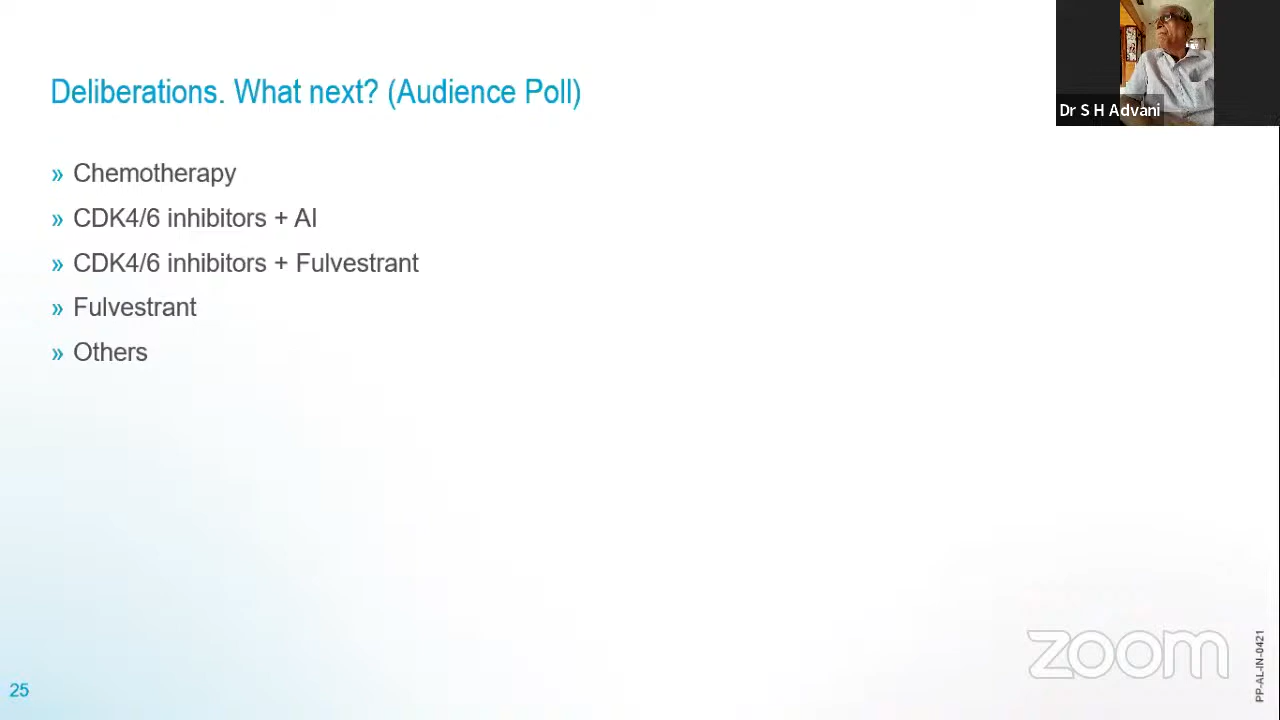 Deliberations. What next? (Audience Poll)
» Chemotherapy
» CDK4/6 inhibitors + AI
» CDK4/6 inhibitors + Fulvestrant
» Fulvestrant
» Others
Dr S H Advani
zoom
PP-AL-IN-0421
25